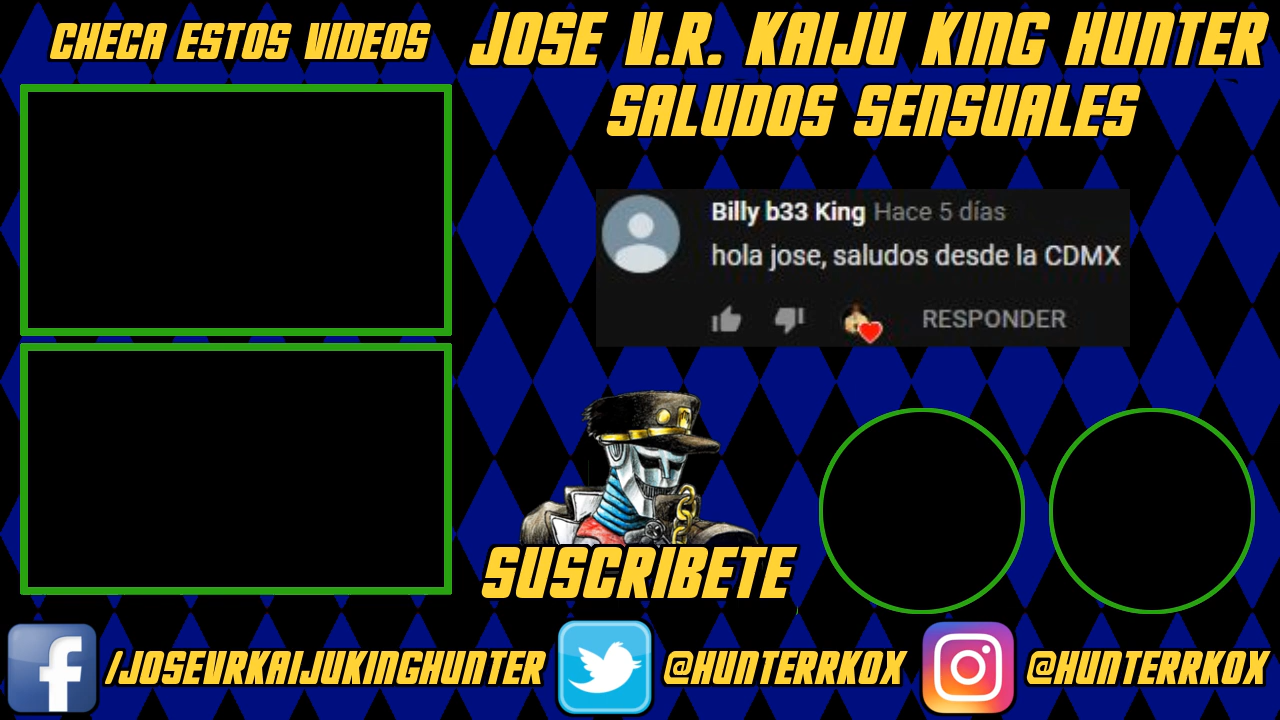 CHECA ESTOS VIDEOS
JOSE V.R. KAIJU KING HUNTER
SALUDOS SENSUALES
Billy b33 King Hace 5 días
hola jose, saludos desde la CDMX
RESPONDER
SUSCRIBETE
/JOSEVRKAIJUKINGHUNTER
@HUNTERRKOX
@HUNTERRKOX